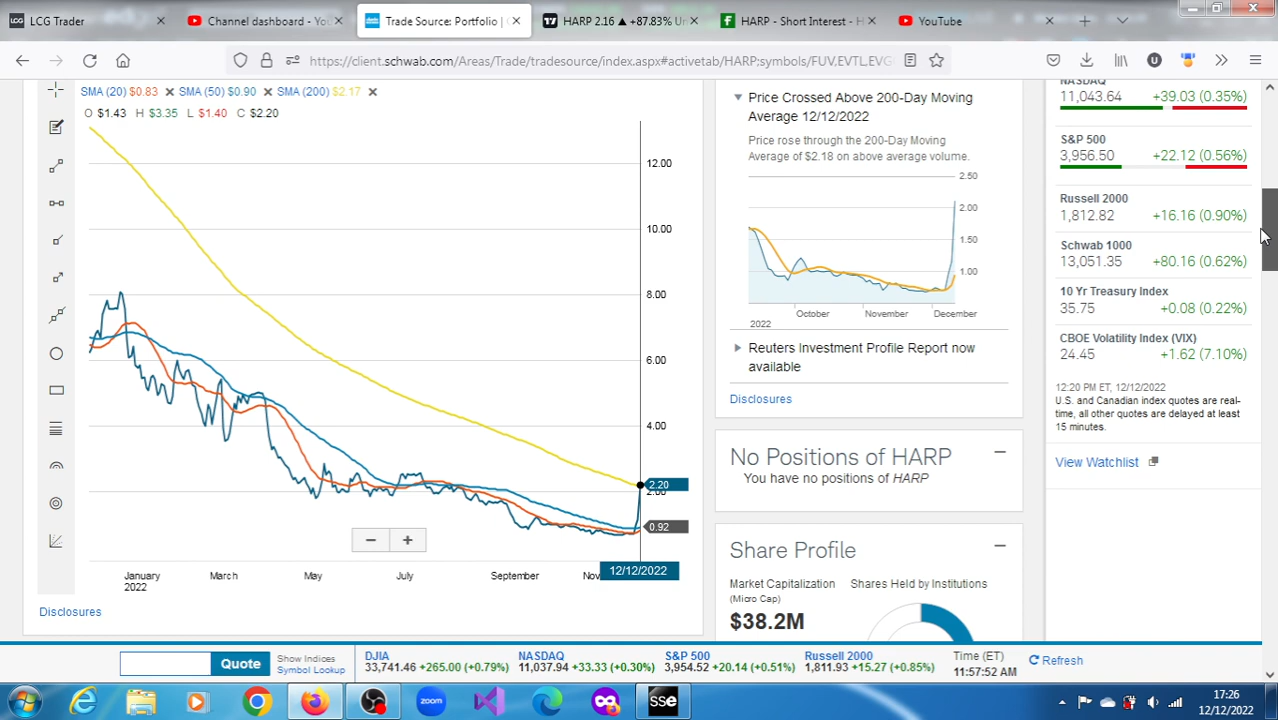 LCG Trader
Channel dashboard - Yo
Trade Source: Portfolio |
HARP 2.16 ▲ +87.83% Un
HARP - Short Interest - H
YouTube
https://client.schwab.com/Areas/Trade/tradesource/index.aspx#activetab/HARP:symbols/FUV,EVTL,EVG
SMA (20) $0.83 SMA (50) $0.90 SMA (200) $2.17
O $1.43 H $3.35 L $1.40 C $2.20
12.00
10.00
8.00
6.00
4.00
2.20
2.00
0.92
January
2022
March
May
July
September
Nov
12/12/2022
Disclosures
Price Crossed Above 200-Day Moving
Average 12/12/2022
Price rose through the 200-Day Moving
Average of $2.18 on above average volume.
2.50
2.00
1.50
1.00
October
November
December
2022
Reuters Investment Profile Report now
available
Disclosures
No Positions of HARP
You have no positions of HARP
Share Profile
Market Capitalization
(Micro Cap)
$38.2M
Shares Held by Institutions
NASDAQ
11,043.64 +39.03 (0.35%)
S&P 500
3,956.50 +22.12 (0.56%)
Russell 2000
1,812.82 +16.16 (0.90%)
Schwab 1000
13,051.35 +80.16 (0.62%)
10 Yr Treasury Index
35.75 +0.08 (0.22%)
CBOE Volatility Index (VIX)
24.45 +1.62 (7.10%)
12:20 PM ET, 12/12/2022
U.S. and Canadian index quotes are real-
time, all other quotes are delayed at least
15 minutes.
View Watchlist
Quote
Show Indices
Symbol Lookup
DJIA
33,741.46 +265.00 (+0.79%)
NASDAQ
11,037.94 +33.33 (+0.30%)
S&P 500
3,954.52 +20.14 (+0.51%)
Russell 2000
1,811.93 +15.27 (+0.85%)
Time (ET)
11:57:52 AM
Refresh
zoom
SSE
17:26
12/12/2022